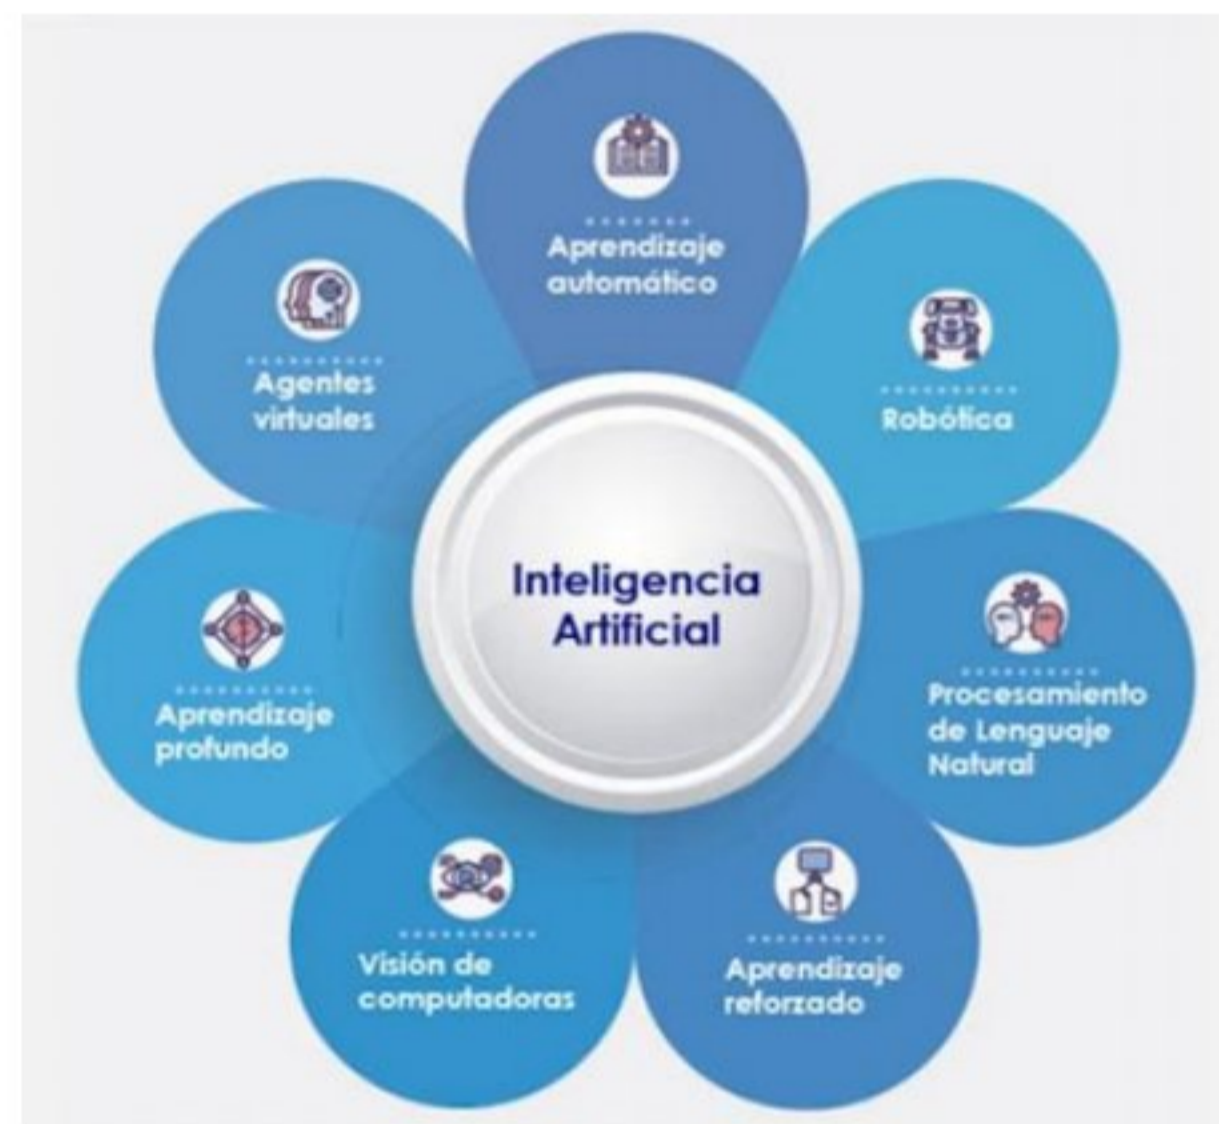 Aprendizaje
automático
Robótica
Procesamiento
de Lenguaje
Natural
Aprendizaje
reforzado
Visión de
computadoras
Aprendizaje
profundo
Agentes
virtuales
Inteligencia
Artificial